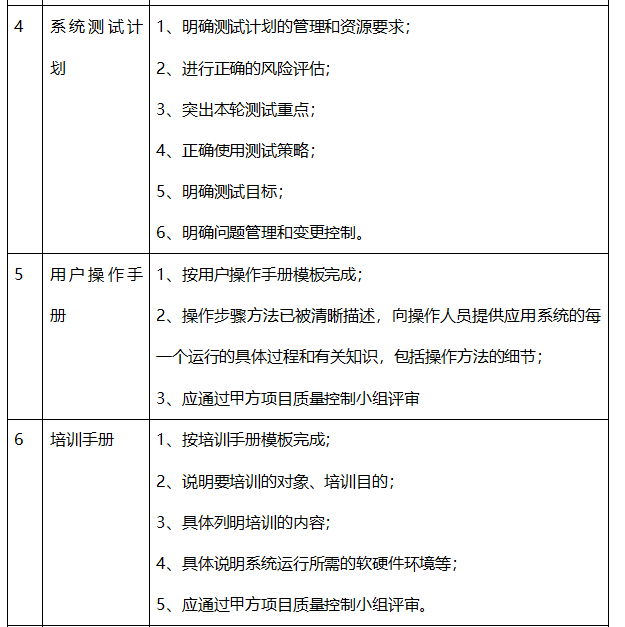 4
系统测试计
划
1、明确测试计划的管理和资源要求；
2、进行正确的风险评估；
3、突出本轮测试重点；
4、正确使用测试策略；
5、明确测试目标；
6、明确问题管理和变更控制。
5
用户操作手
册
1、按用户操作手册模板完成；
2、操作步骤方法已被清晰描述，向操作人员提供应用系统的每
一个运行的具体过程和有关知识，包括操作方法的细节；
3、应通过甲方项目质量控制小组评审
6
培训手册
1、按培训手册模板完成；
2、说明要培训的对象、培训目的；
3、具体列明培训的内容；
4、具体说明系统运行所需的软硬件环境等；
5、应通过甲方项目质量控制小组评审。